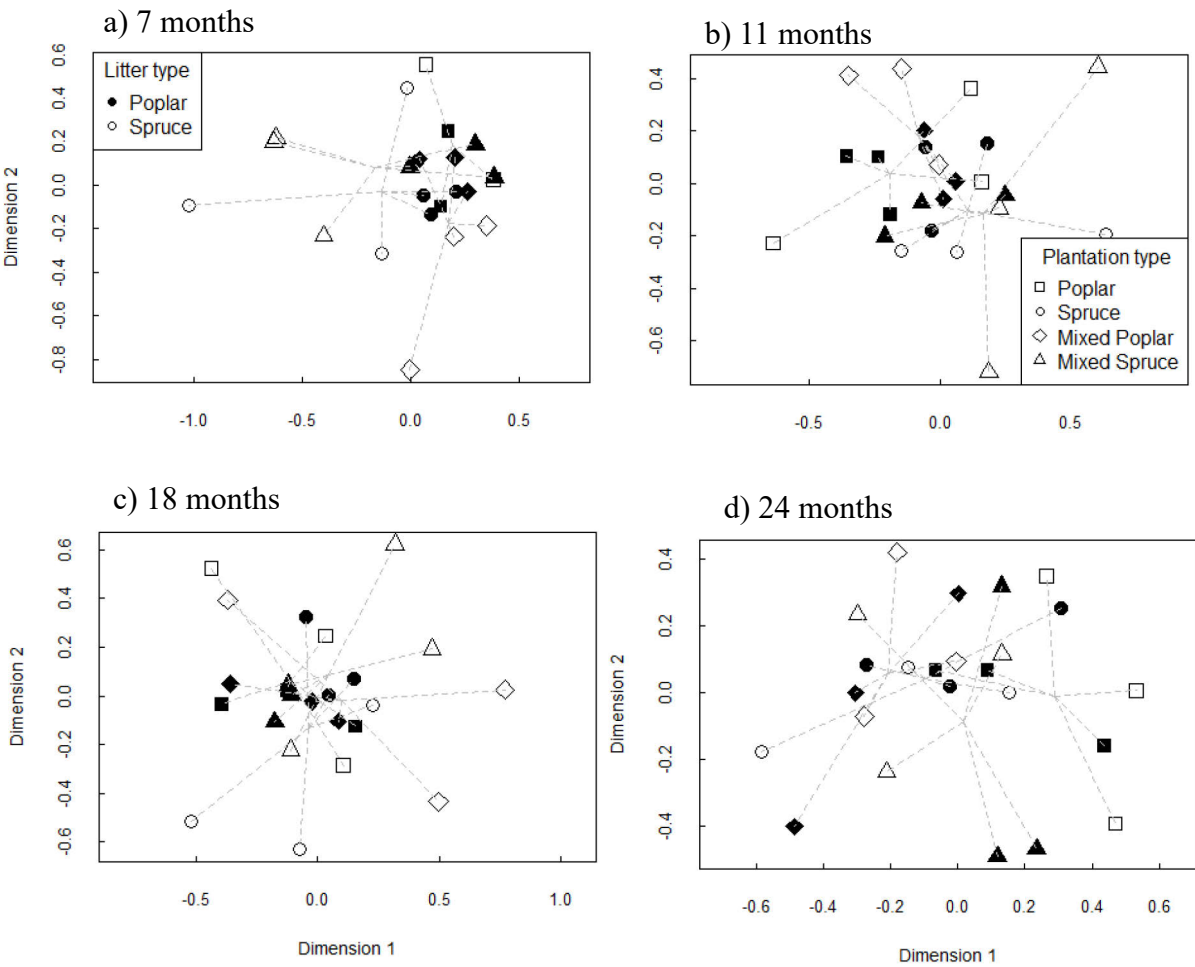 a) 7 months
Litter type
Poplar
Spruce
0.6
0.4
0.2
0.0
-0.2
-0.4
-0.6
-0.8
-1.0
-0.5
0.0
0.5
Dimension 2
b) 11 months
0.4
0.2
0.0
-0.2
-0.4
-0.6
-0.5
0.0
0.5
Plantation type
Poplar
Spruce
Mixed Poplar
Mixed Spruce
c) 18 months
0.6
0.4
0.2
0.0
-0.2
-0.4
-0.6
-0.5
0.0
0.5
1.0
Dimension 2
Dimension 1
d) 24 months
0.4
0.2
0.0
-0.2
-0.4
-0.6
-0.4
-0.2
0.0
0.2
0.4
0.6
Dimension 1